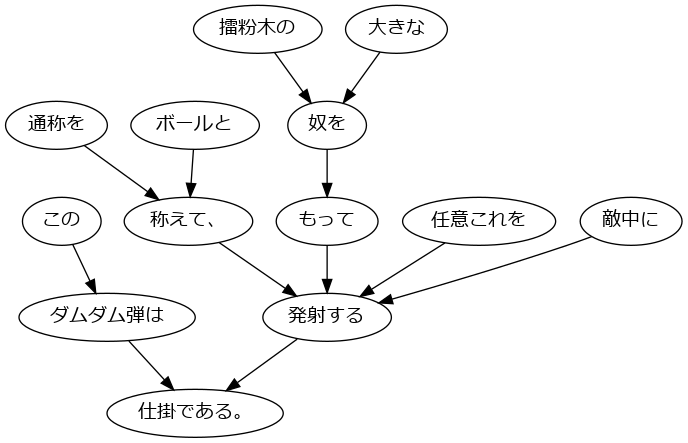 擂粉木の
大きな
通称を
ボールと
奴を
この
称えて、
もって
任意これを
敵中に
ダムダム弾は
発射する
仕掛である。